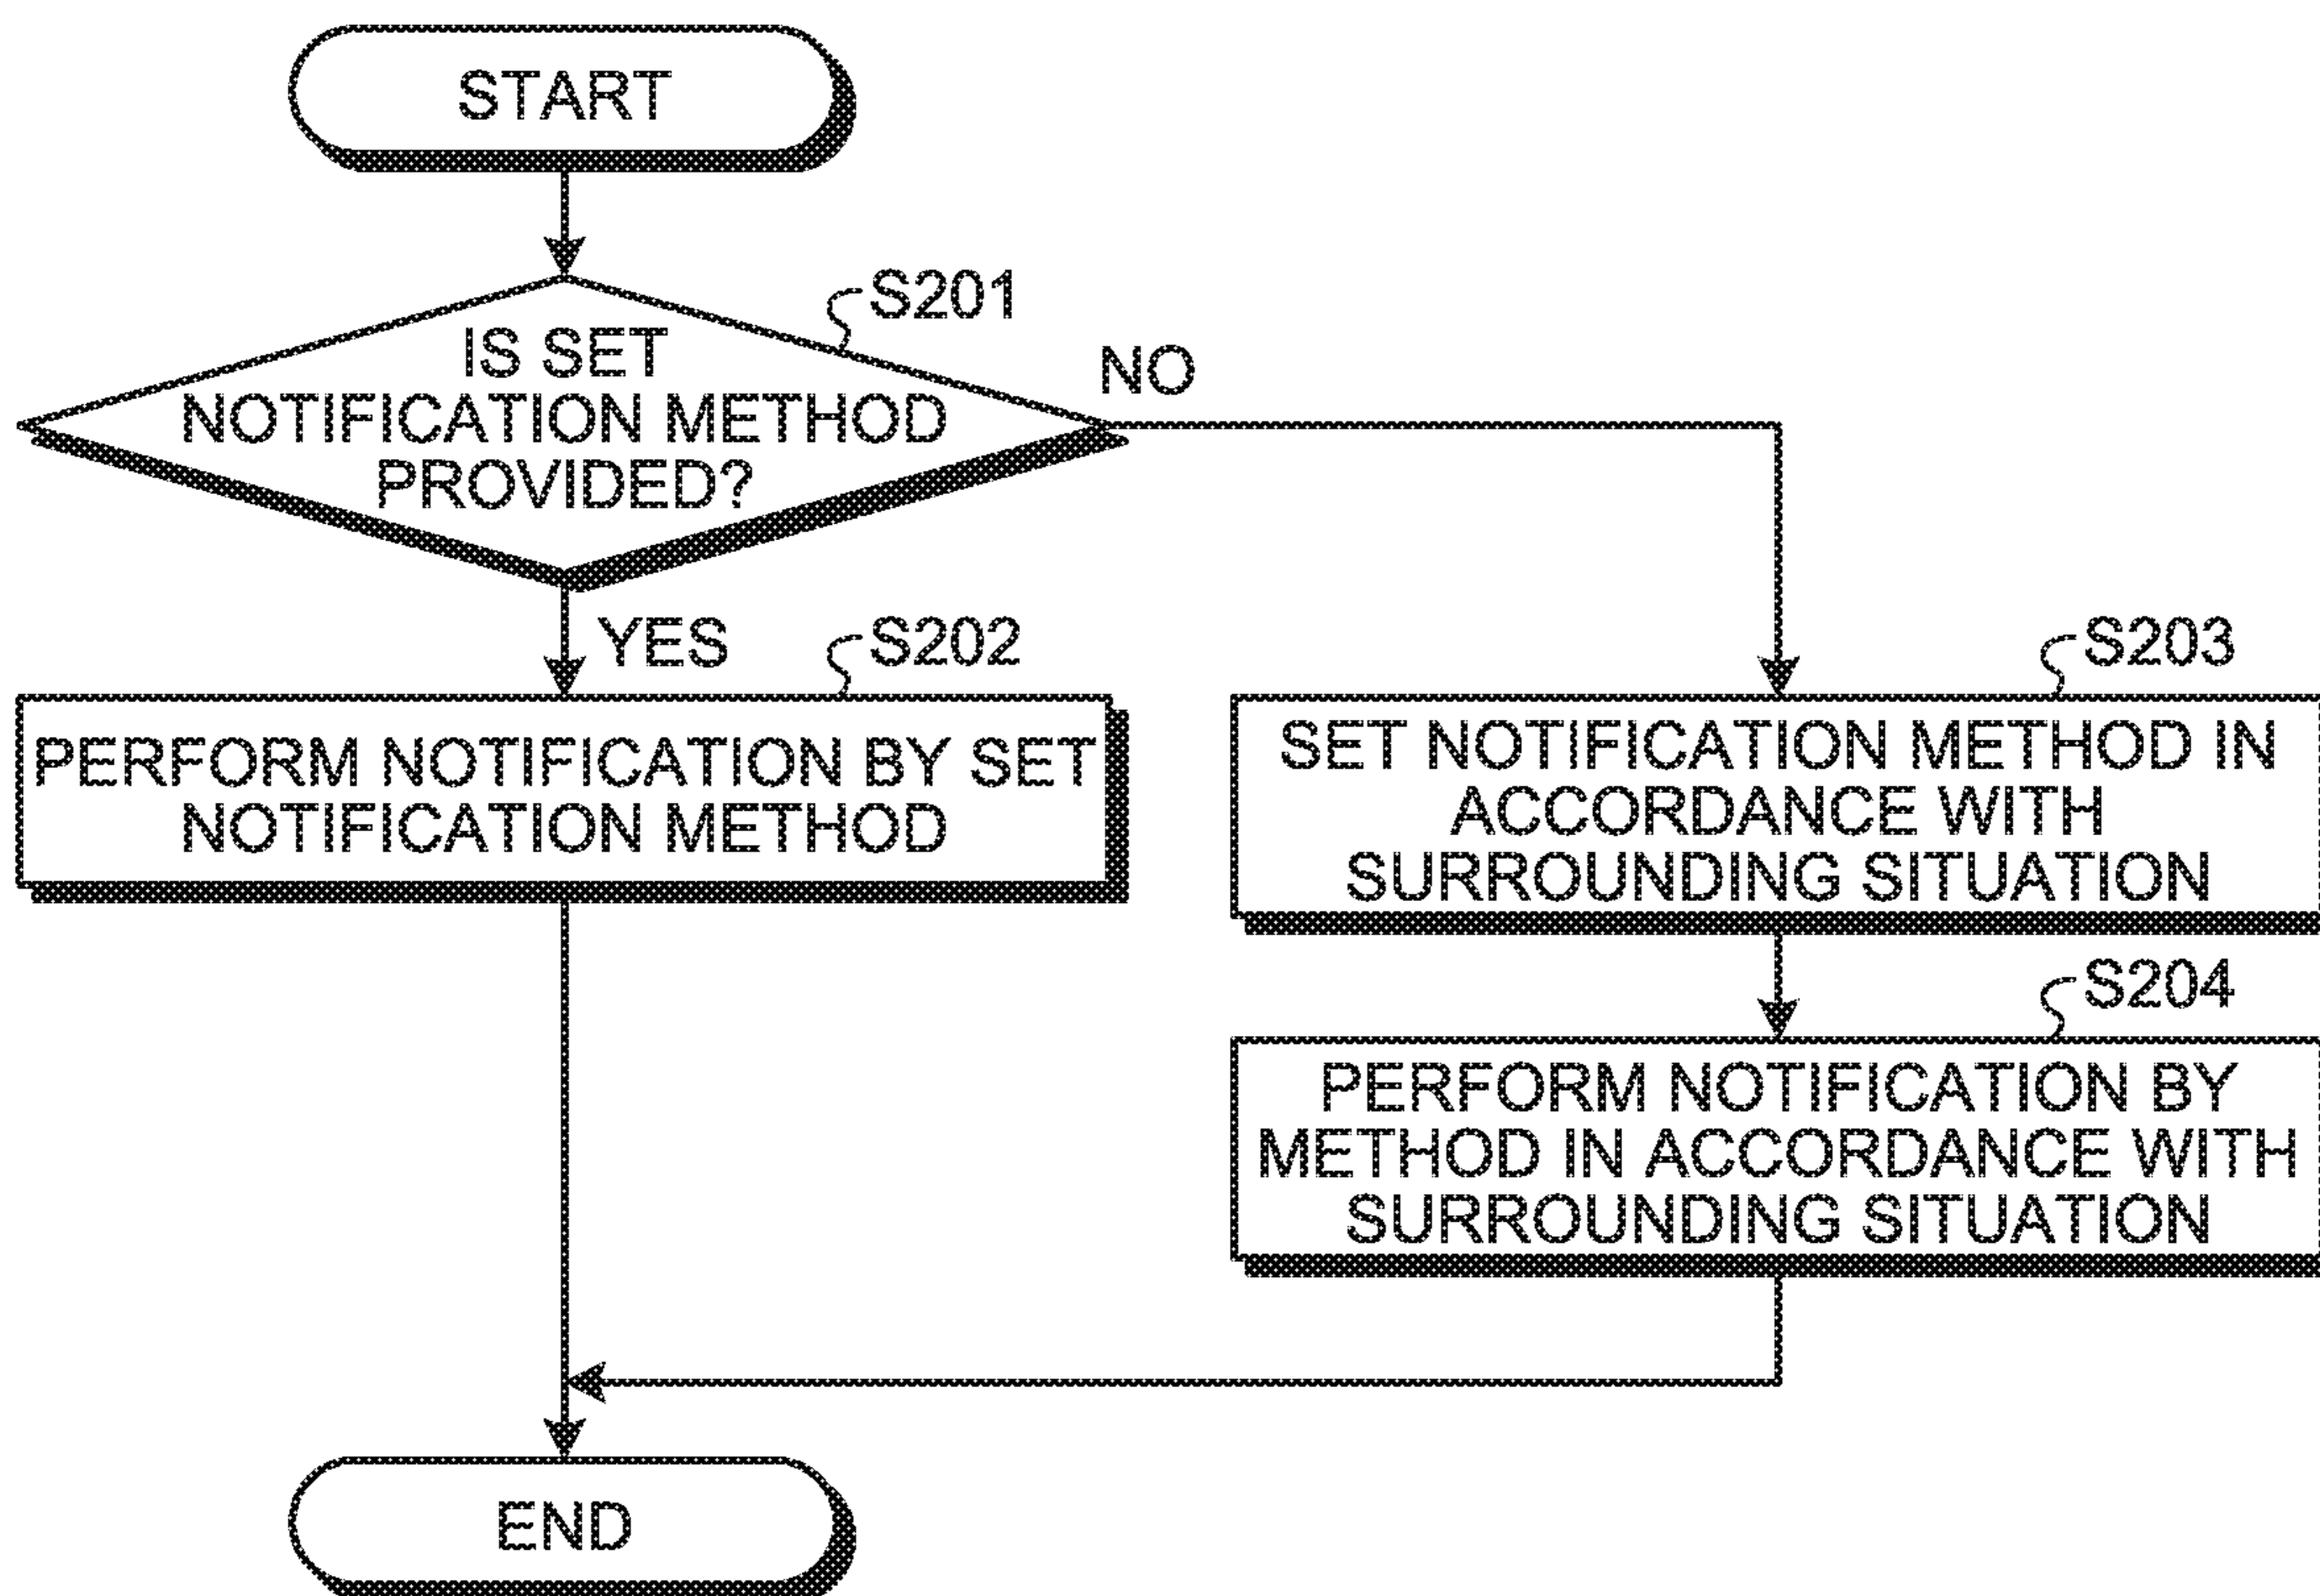 START
S201
IS SET
NOTIFICATION METHOD
PROVIDED?
NO
YES
S202
PERFORM NOTIFICATION BY SET
NOTIFICATION METHOD
S203
SET NOTIFICATION METHOD IN
ACCORDANCE WITH
SURROUNDING SITUATION
S204
PERFORM NOTIFICATION BY
METHOD IN ACCORDANCE WITH
SURROUNDING SITUATION
END